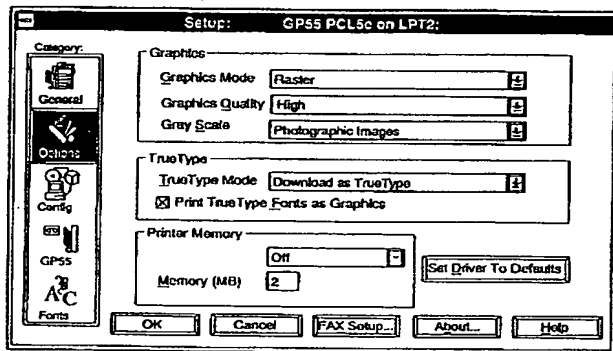 Setup: GP55 PCL5c on LPT2:
Category:
General
Options
Config
GP55
Fonts
Graphics
Graphics Mode Raster
Graphics Quality High
Gray Scale Photographic Images
TrueType
TrueType Mode Download as TrueType
Print TrueType Fonts as Graphics
Printer Memory
Off
Memory (MB) 2
Set Driver To Defaults
OK Cancel FAX Setup... About... Help